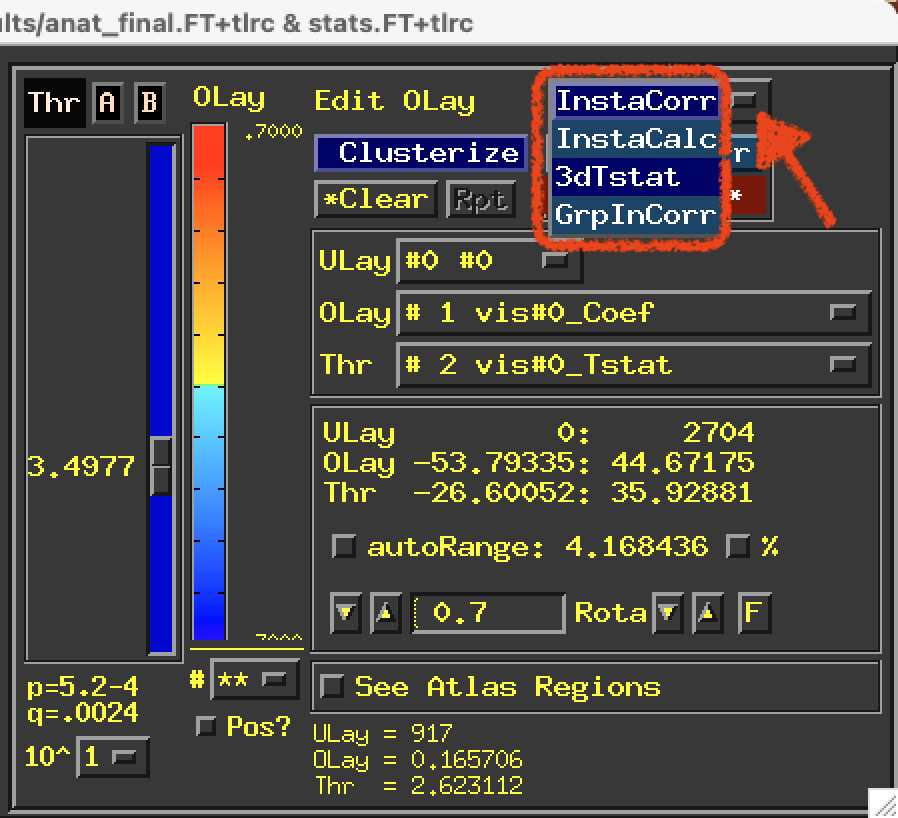 lts/anat_final.FT+tlrc & stats.FT+tlrc
Thr A B OLay Edit OLay InstaCorr
.7000
InstaCalc
Clusterize r
3dTstat
*Clear Rpt *
GrpInCorr
ULay #0 #0
OLay # 1 vis#0_Coef
Thr # 2 vis#0_Tstat
ULay 0: 2704
OLay -53.79335: 44.67175
3.4977
Thr -26.60052: 35.92881
autoRange: 4.168436 %
0.7 Rota F
p=5.2-4
q=.0024
# **
See Atlas Regions
Pos?
10^ 1
ULay = 917
OLay = 0.165706
Thr = 2.623112